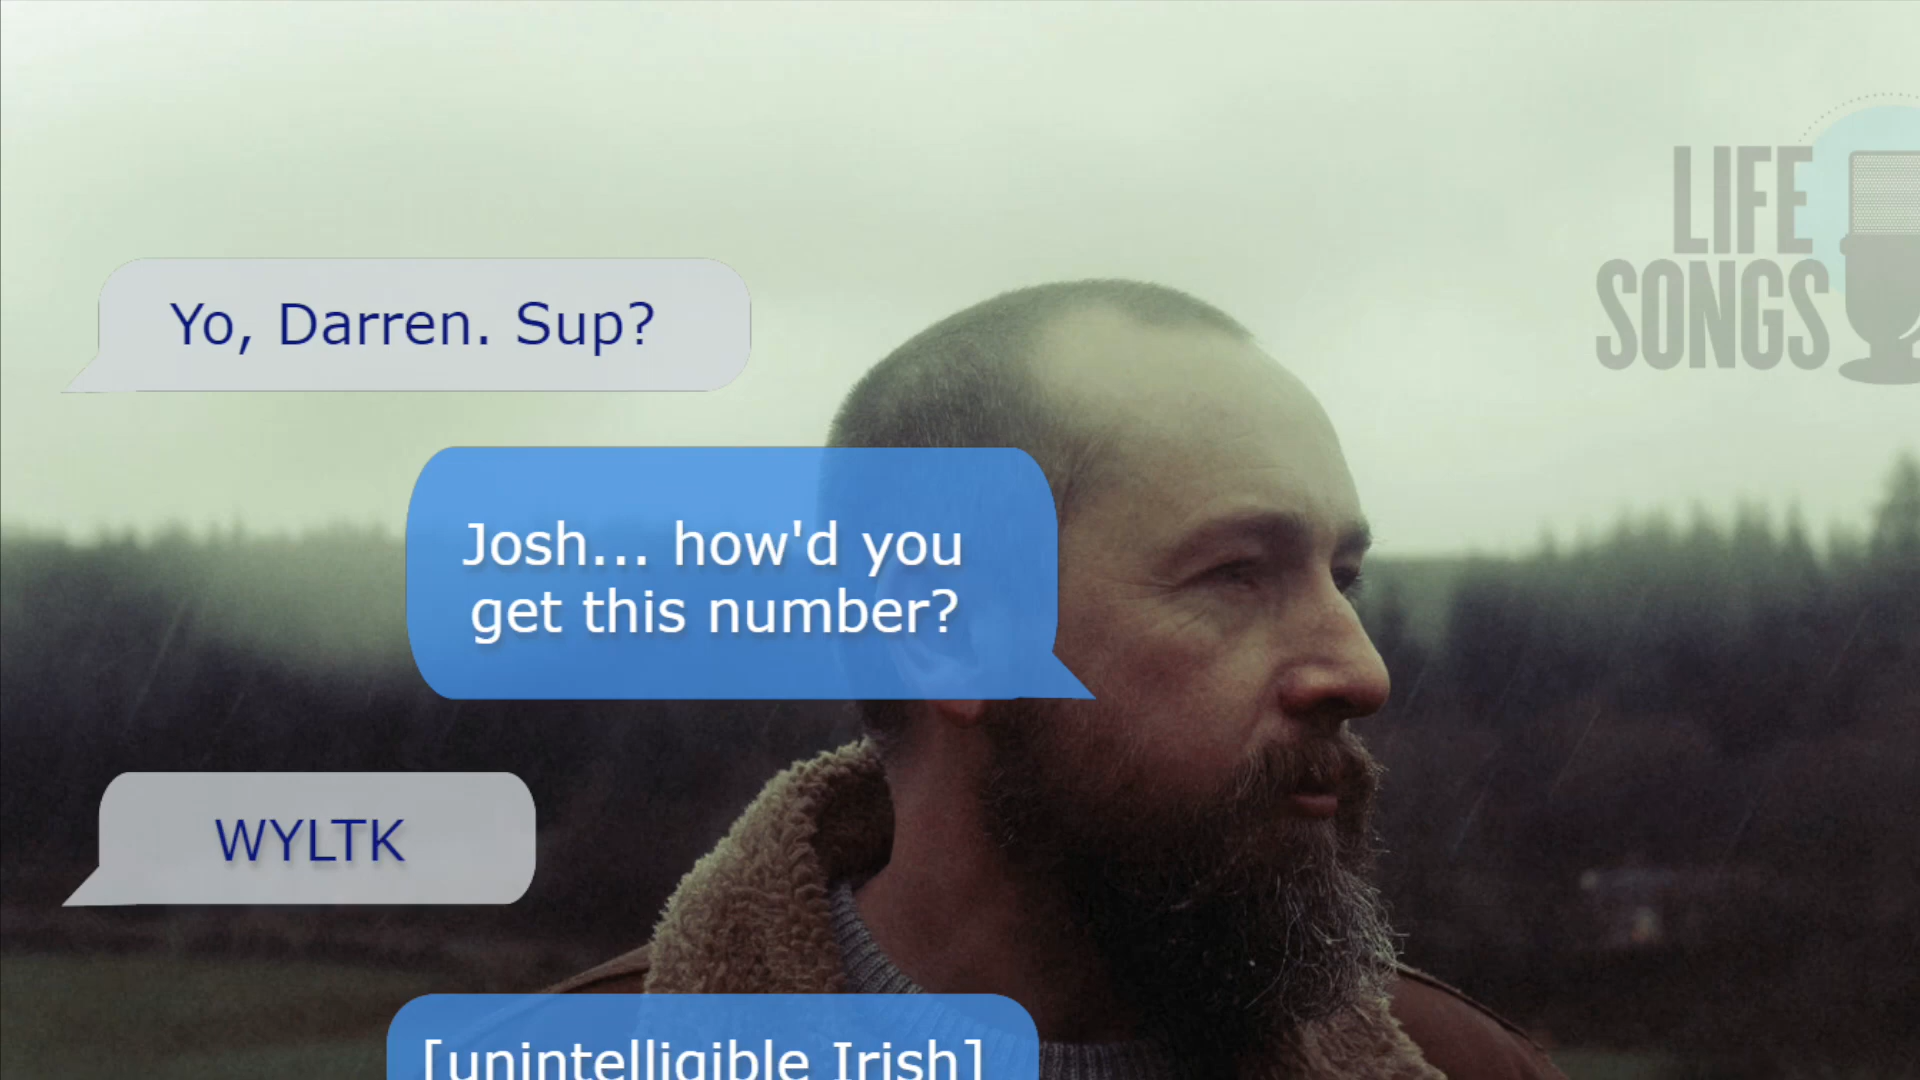 LIFE
SONGS
Yo, Darren. Sup?
Josh... how'd you
get this number?
WYLTK
[unintelligible Irish]